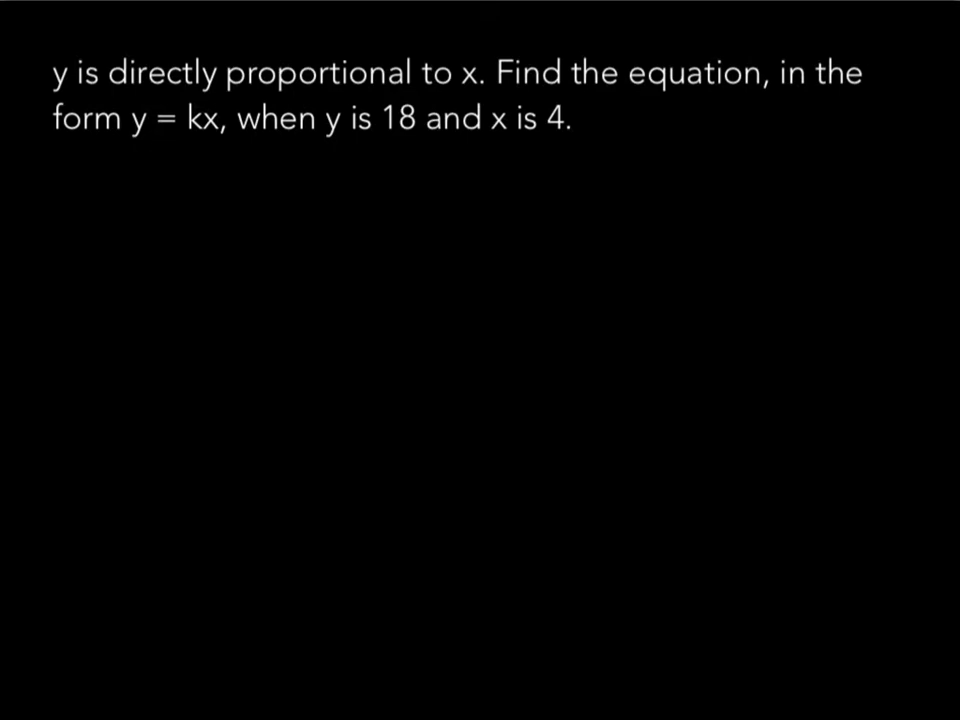 y is directly proportional to x. Find the equation, in the
form y = kx, when y is 18 and x is 4.